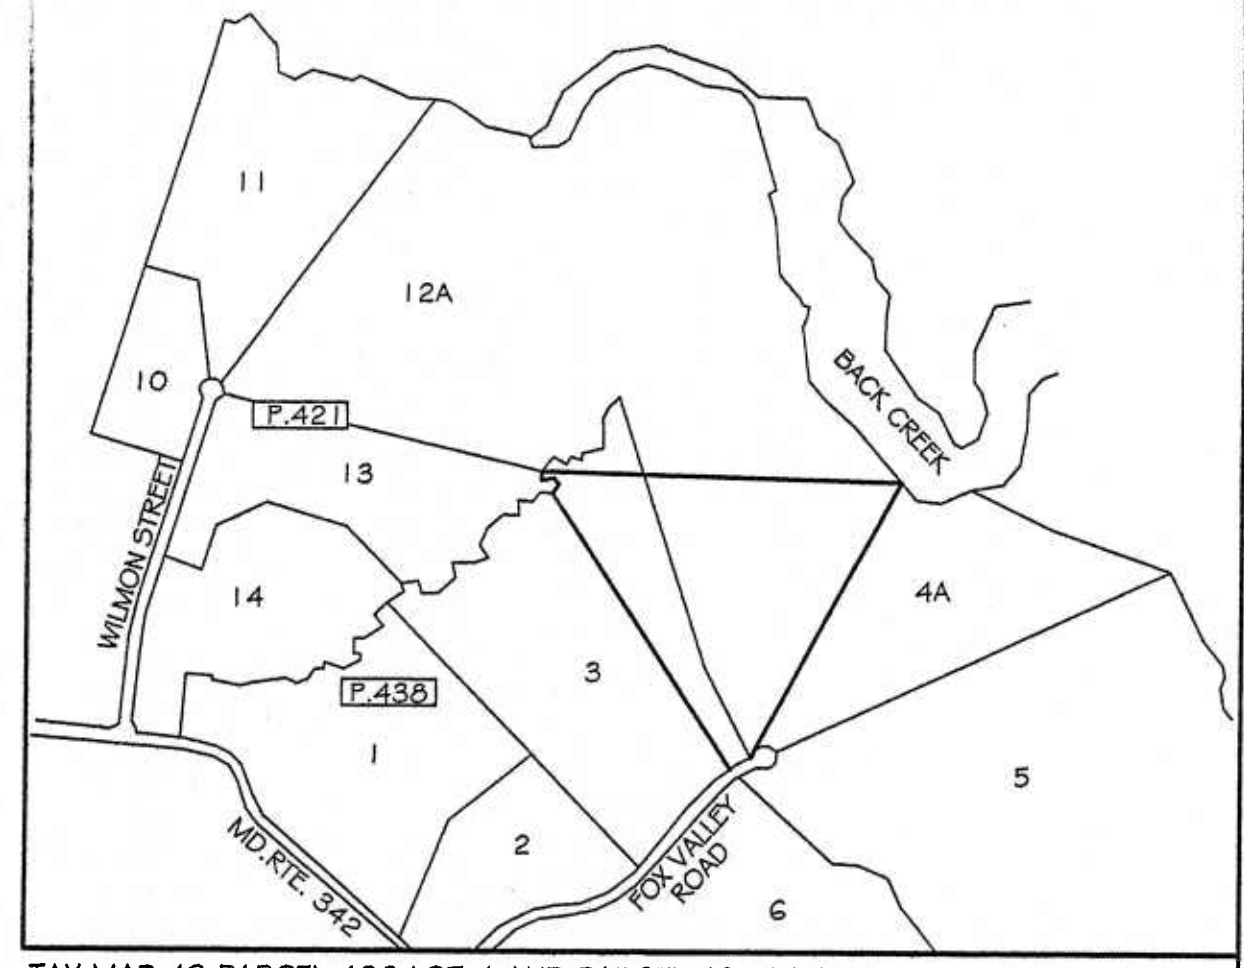 11
12A
10
P.421
13
BACK CREEK
WILMON STREET
14
4A
3
P.438
1
5
2
MD. RTE. 342
FOX VALLEY
ROAD
6